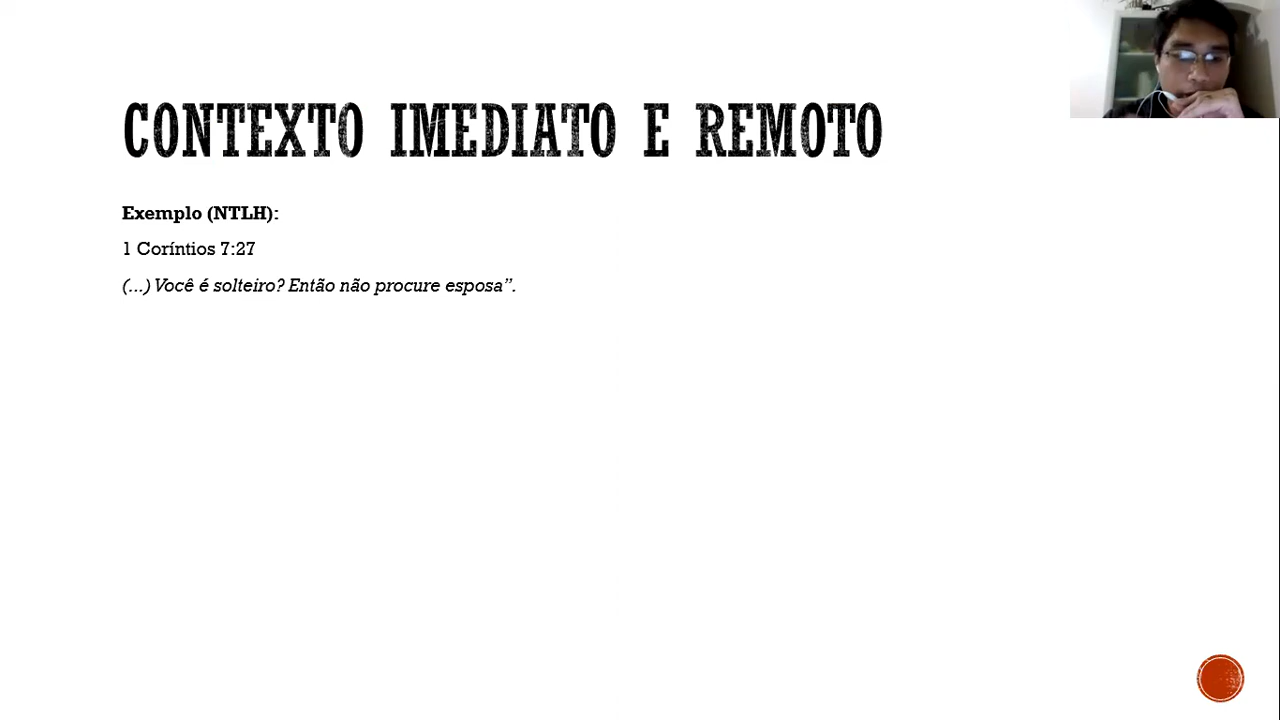 CONTEXTO IMEDIATO E REMOTO
Exemplo (NTLH):
1 Coríntios 7:27
(...) Você é solteiro? Então não procure esposa”.